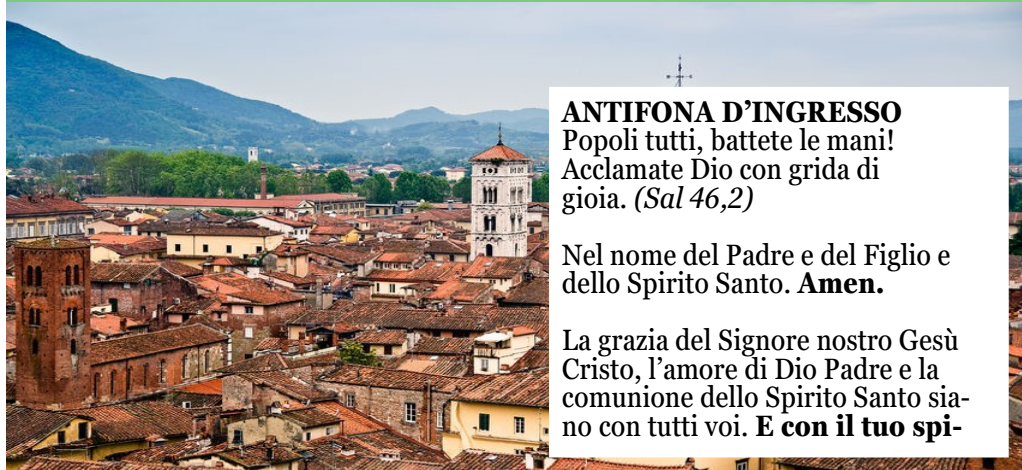 ANTIFONA D’INGRESSO
Popoli tutti, battete le mani!
Acclamate Dio con grida di
gioia. (Sal 46,2)
Nel nome del Padre e del Figlio e
dello Spirito Santo. Amen.
La grazia del Signore nostro Gesù
Cristo, l’amore di Dio Padre e la
comunione dello Spirito Santo sia-
no con tutti voi. E con il tuo spi-